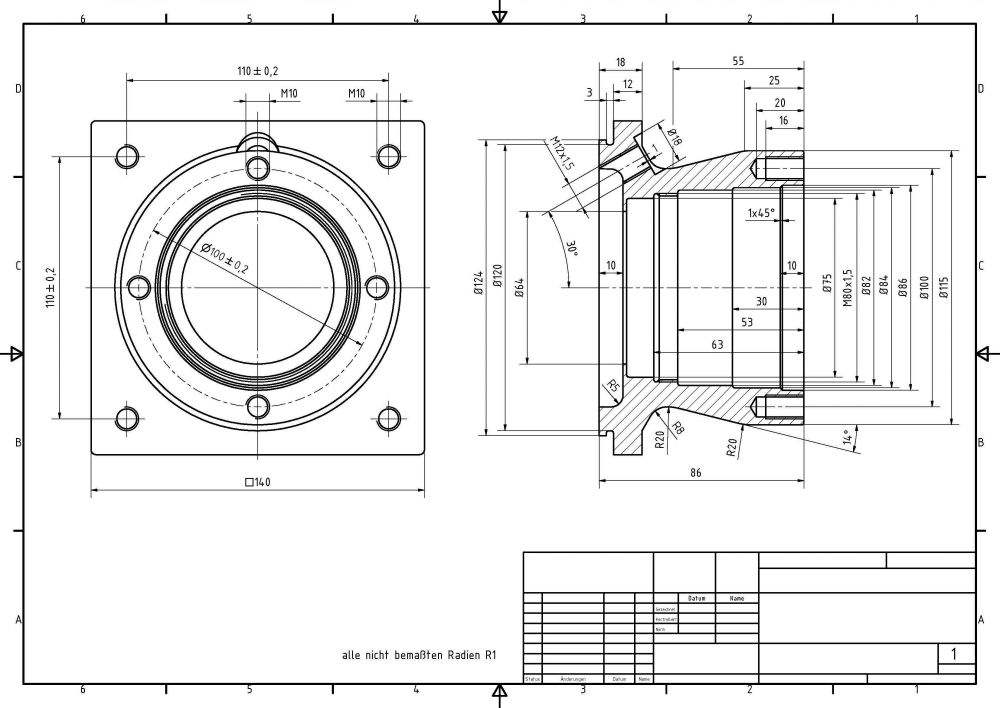 6 5 4 3 2 1
D D
C C
B B
A A
110 ± 0,2
M10
M10
110 ± 0,2
Ø100 ± 0,2
□140
18
12
3
55
25
20
16
M12x1,5
Ø18
1
30°
10
1x45°
10
30
53
63
86
Ø124
Ø120
Ø64
Ø75
M80x1,5
Ø82
Ø84
Ø86
Ø100
Ø115
R5
R20
R8
R20
14°
alle nicht bemaßten Radien R1
Datum Name
Gezeichnet
Kontrolliert
Norm
Status Änderungen Datum Name
1
6 5 4 3 2 1